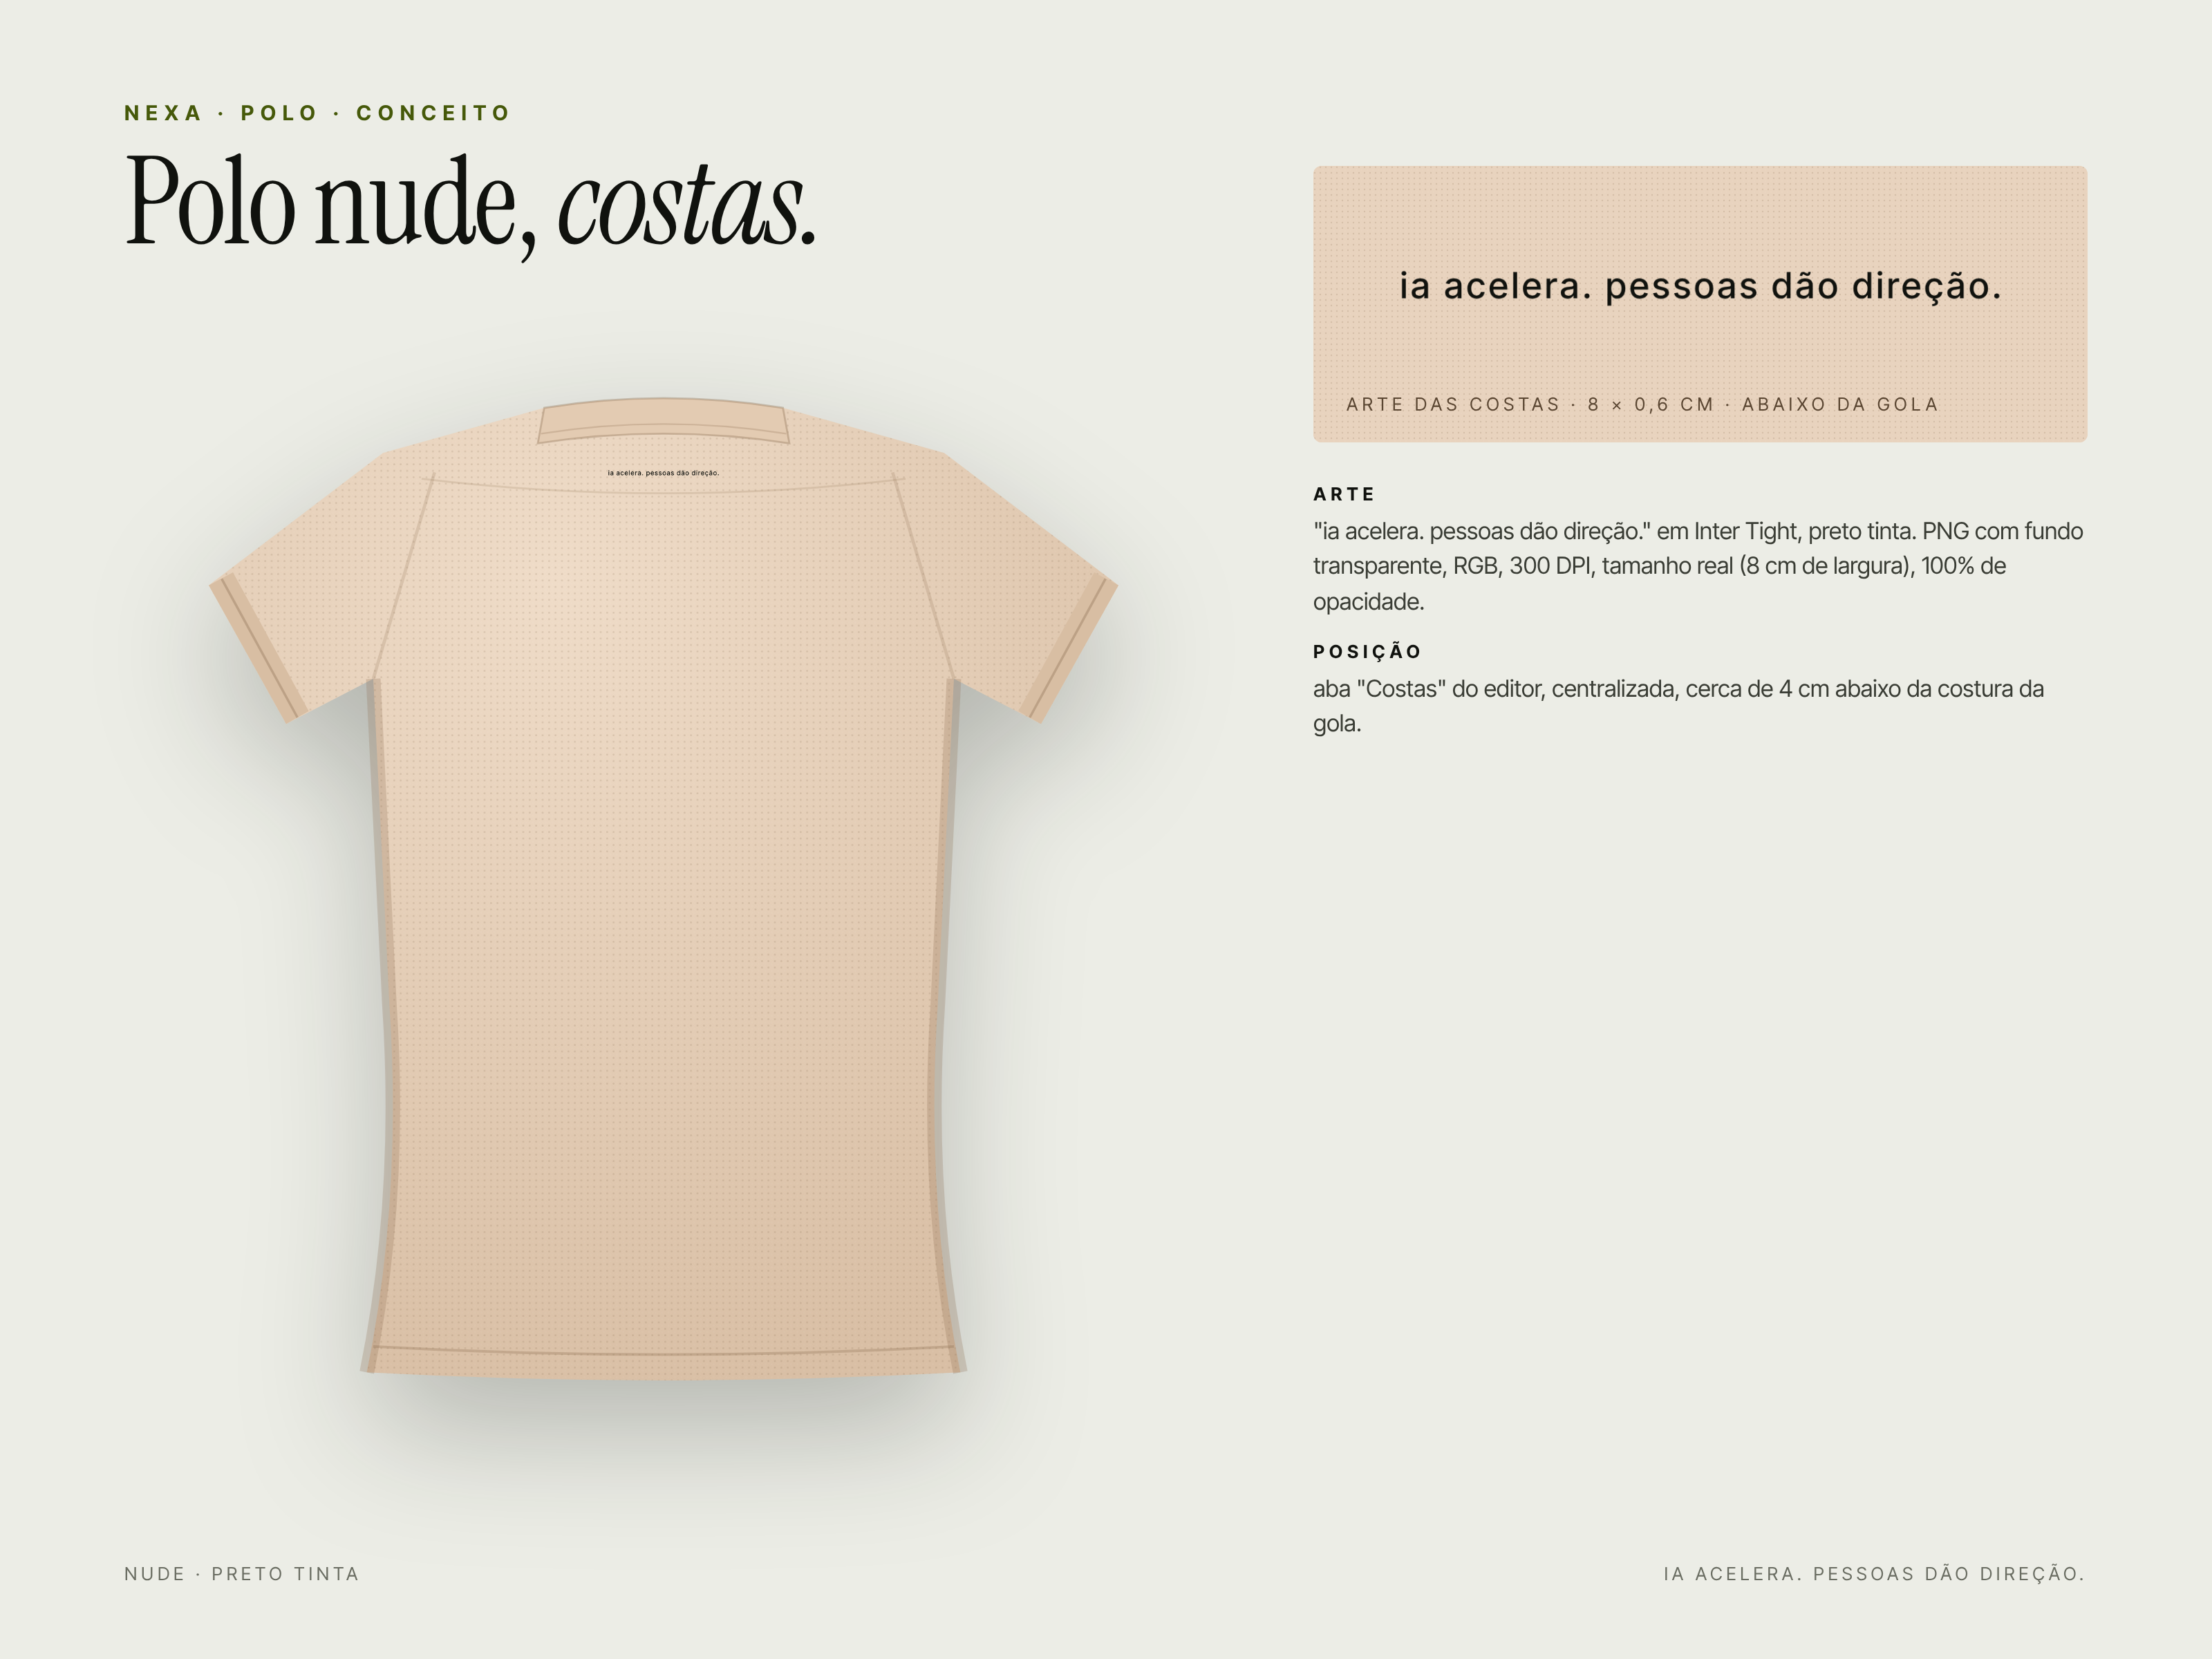 NEXA · POLO · CONCEITO
Polo nude, costas.
ia acelera. pessoas dão direção.
ia acelera. pessoas dão direção.
ARTE DAS COSTAS · 8 × 0,6 CM · ABAIXO DA GOLA
ARTE
"ia acelera. pessoas dão direção." em Inter Tight, preto tinta. PNG com fundo
transparente, RGB, 300 DPI, tamanho real (8 cm de largura), 100% de
opacidade.
POSIÇÃO
aba "Costas" do editor, centralizada, cerca de 4 cm abaixo da costura da
gola.
NUDE · PRETO TINTA
IA ACELERA. PESSOAS DÃO DIREÇÃO.